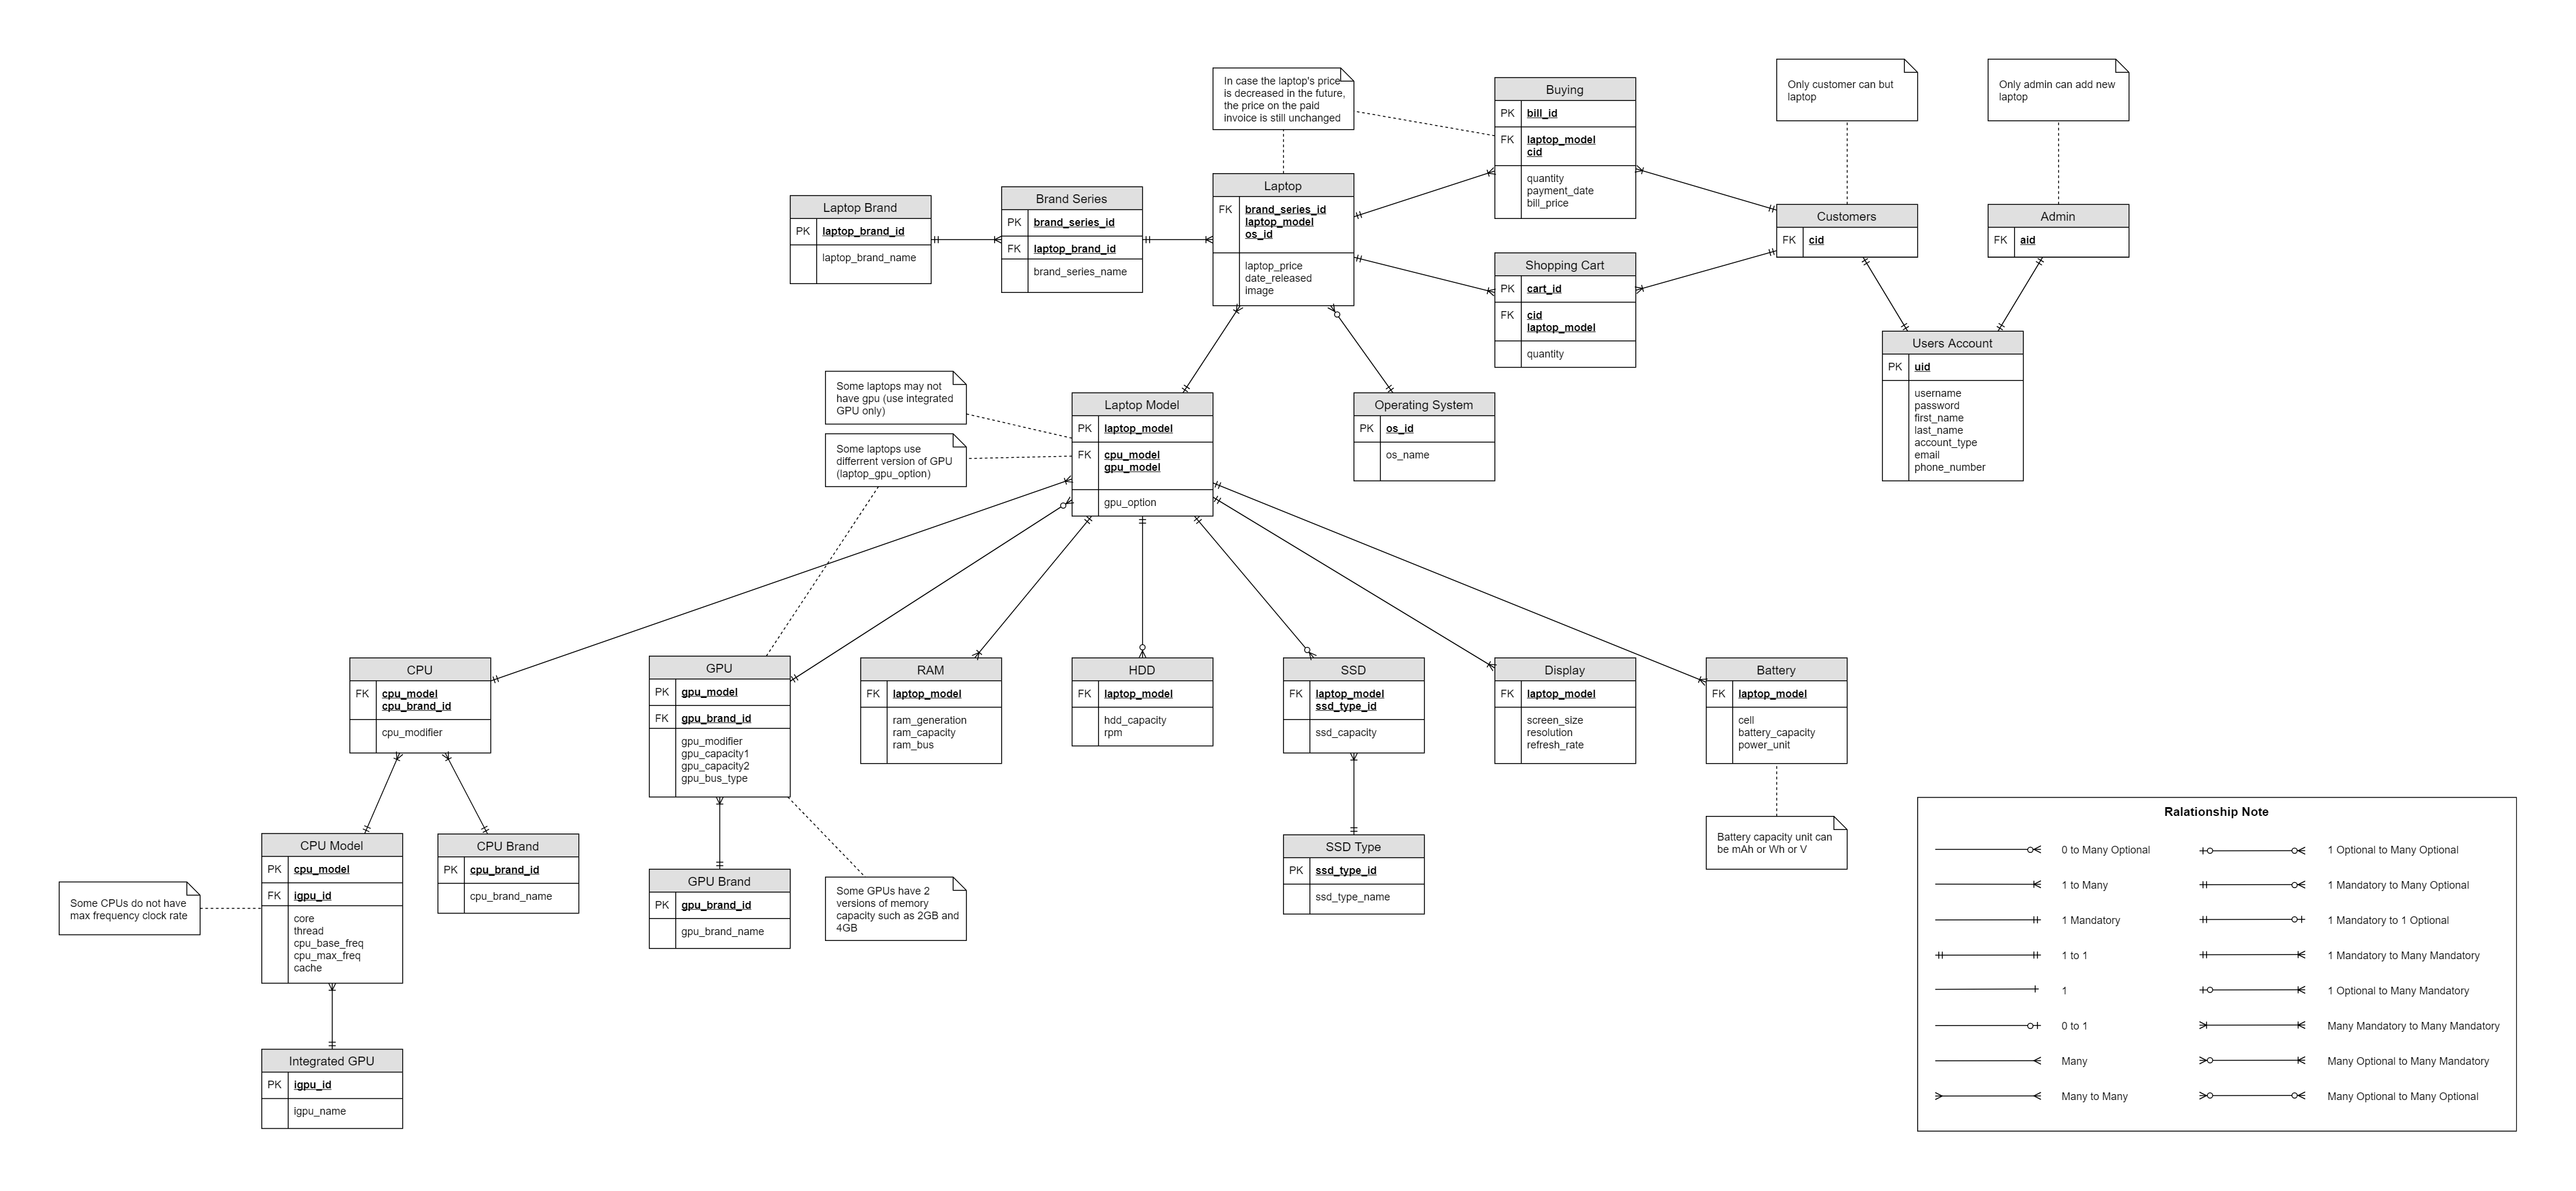 In case the laptop's price
is decreased in the future,
the price on the paid
invoice is still unchanged
Buying
PK bill_id
FK laptop_model
cid
quantity
payment_date
bill_price
Only customer can but
laptop
Only admin can add new
laptop
Laptop Brand
PK laptop_brand_id
laptop_brand_name
Brand Series
PK brand_series_id
FK laptop_brand_id
brand_series_name
Laptop
FK brand_series_id
laptop_model
os_id
laptop_price
date_released
image
Customers
FK cid
Admin
FK aid
Shopping Cart
PK cart_id
FK cid
laptop_model
quantity
Users Account
PK uid
username
password
first_name
last_name
account_type
email
phone_number
Some laptops may not
have gpu (use integrated
GPU only)
Some laptops use
differrent version of GPU
(laptop_gpu_option)
Laptop Model
PK laptop_model
FK cpu_model
gpu_model
gpu_option
Operating System
PK os_id
os_name
CPU
FK cpu_model
cpu_brand_id
cpu_modifier
GPU
PK gpu_model
FK gpu_brand_id
gpu_modifier
gpu_capacity1
gpu_capacity2
gpu_bus_type
RAM
FK laptop_model
ram_generation
ram_capacity
ram_bus
HDD
FK laptop_model
hdd_capacity
rpm
SSD
FK laptop_model
ssd_type_id
ssd_capacity
Display
FK laptop_model
screen_size
resolution
refresh_rate
Battery
FK laptop_model
cell
battery_capacity
power_unit
Some CPUs do not have
max frequency clock rate
CPU Model
PK cpu_model
FK igpu_id
core
thread
cpu_base_freq
cpu_max_freq
cache
CPU Brand
PK cpu_brand_id
cpu_brand_name
GPU Brand
PK gpu_brand_id
gpu_brand_name
Some GPUs have 2
versions of memory
capacity such as 2GB and
4GB
SSD Type
PK ssd_type_id
ssd_type_name
Battery capacity unit can
be mAh or Wh or V
Integrated GPU
PK igpu_id
igpu_name
Ralationship Note
0 to Many Optional
1 Optional to Many Optional
1 to Many
1 Mandatory to Many Optional
1 Mandatory
1 Mandatory to 1 Optional
1 to 1
1 Mandatory to Many Mandatory
1
1 Optional to Many Mandatory
0 to 1
Many Mandatory to Many Mandatory
Many
Many Optional to Many Mandatory
Many to Many
Many Optional to Many Optional